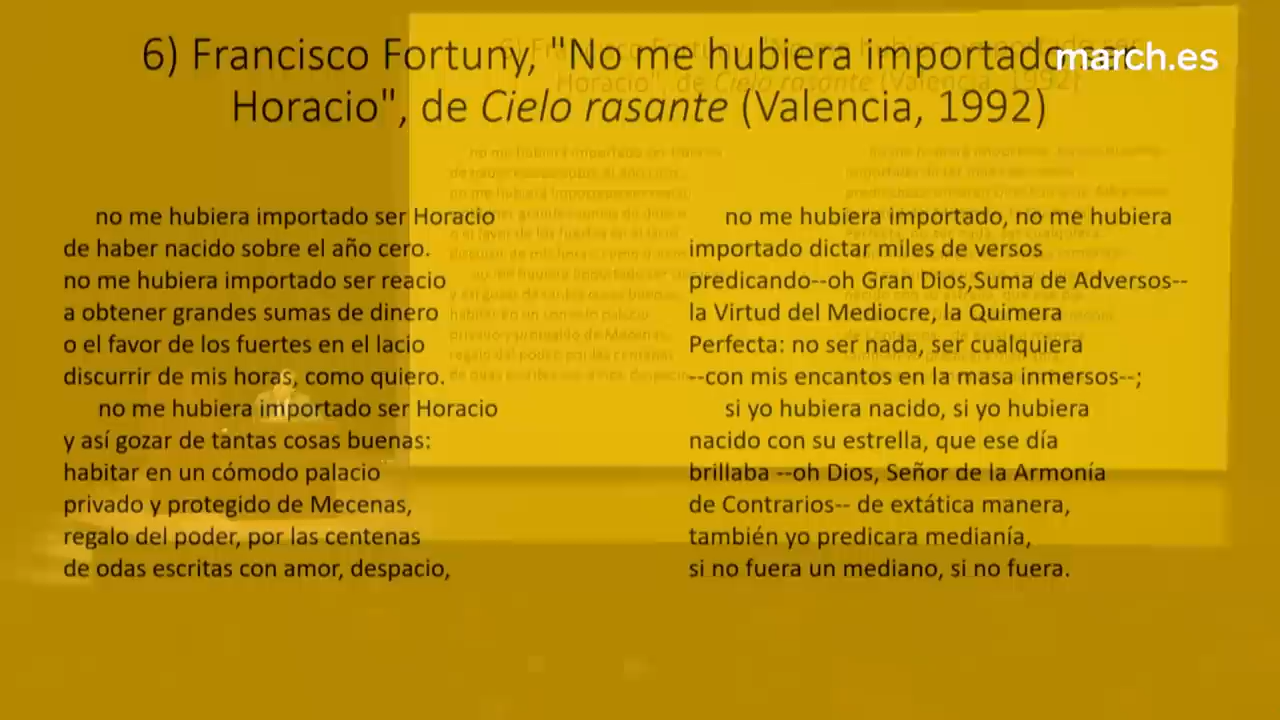 6) Francisco Fortuny, "No me hubiera importado ser
march.es
Horacio", de Cielo rasante (Valencia, 1992)
no me hubiera importado ser Horacio
de haber nacido sobre el año cero.
no me hubiera importado ser reacio
a obtener grandes sumas de dinero
o el favor de los fuertes en el lacio
discurrir de mis horas, como quiero.
no me hubiera importado ser Horacio
y así gozar de tantas cosas buenas:
habitar en un cómodo palacio
privado y protegido de Mecenas,
regalo del poder, por las centenas
de odas escritas con amor, despacio,
no me hubiera importado, no me hubiera
importado dictar miles de versos
predicando--oh Gran Dios,Suma de Adversos--
la Virtud del Mediocre, la Quimera
Perfecta: no ser nada, ser cualquiera
--con mis encantos en la masa inmersos--;
si yo hubiera nacido, si yo hubiera
nacido con su estrella, que ese día
brillaba --oh Dios, Señor de la Armonía
de Contrarios-- de extática manera,
también yo predicara medianía,
si no fuera un mediano, si no fuera.